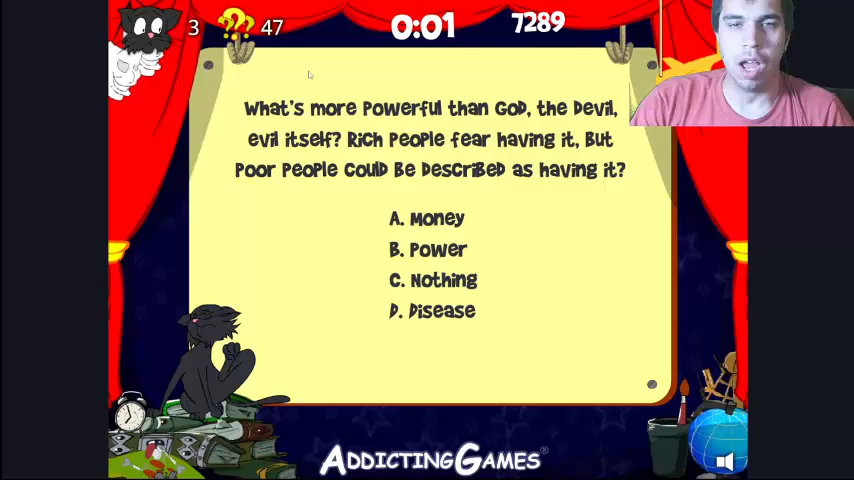 3 47 0:01 7289
What's more powerful than God, the Devil,
evil itself? Rich people fear having it, but
poor people could be described as having it?
A. Money
B. Power
C. Nothing
D. Disease
AddictingGames®